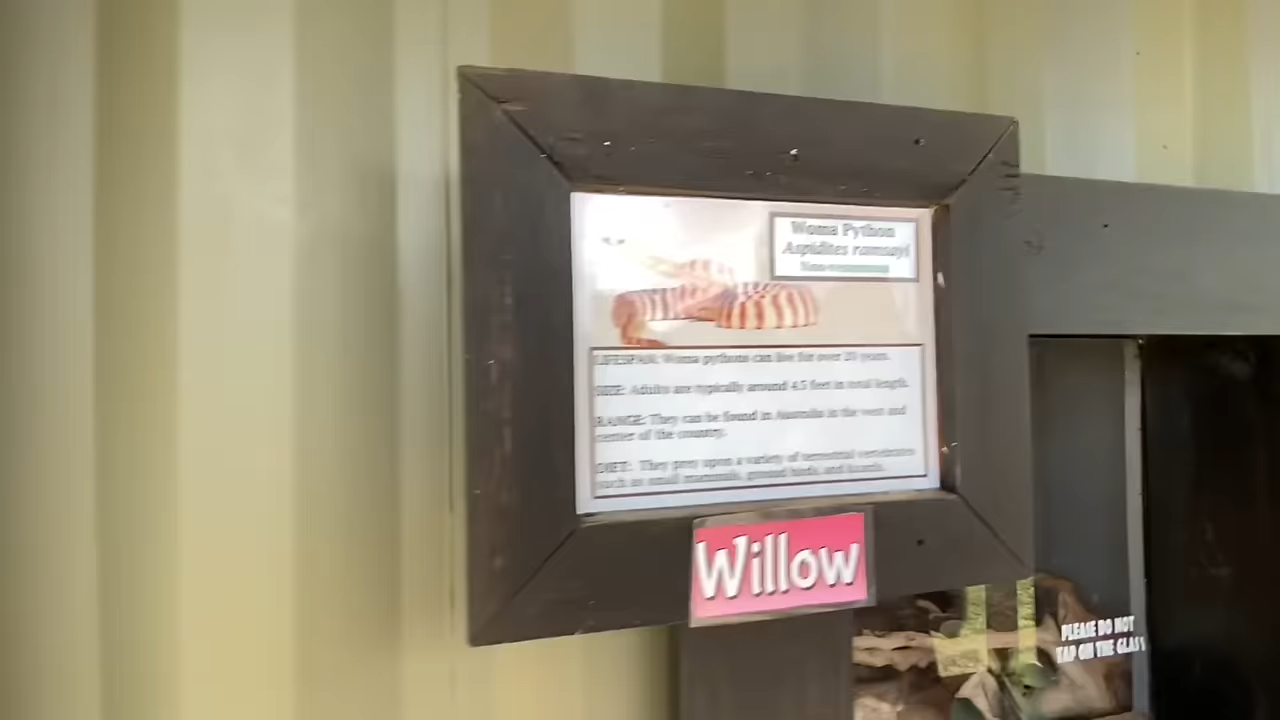 Woma Python
Aspidites ramsayi
Non-venomous
LIFESPAN: Woma pythons can live for over 20 years.
SIZE: Adults are typically around 4.5 feet in total length.
RANGE: They can be found in Australia in the west and
center of the country.
DIET: They prey upon a variety of terrestrial vertebrates
such as small mammals, ground birds, and lizards.
Willow
PLEASE DO NOT
TAP ON THE GLASS